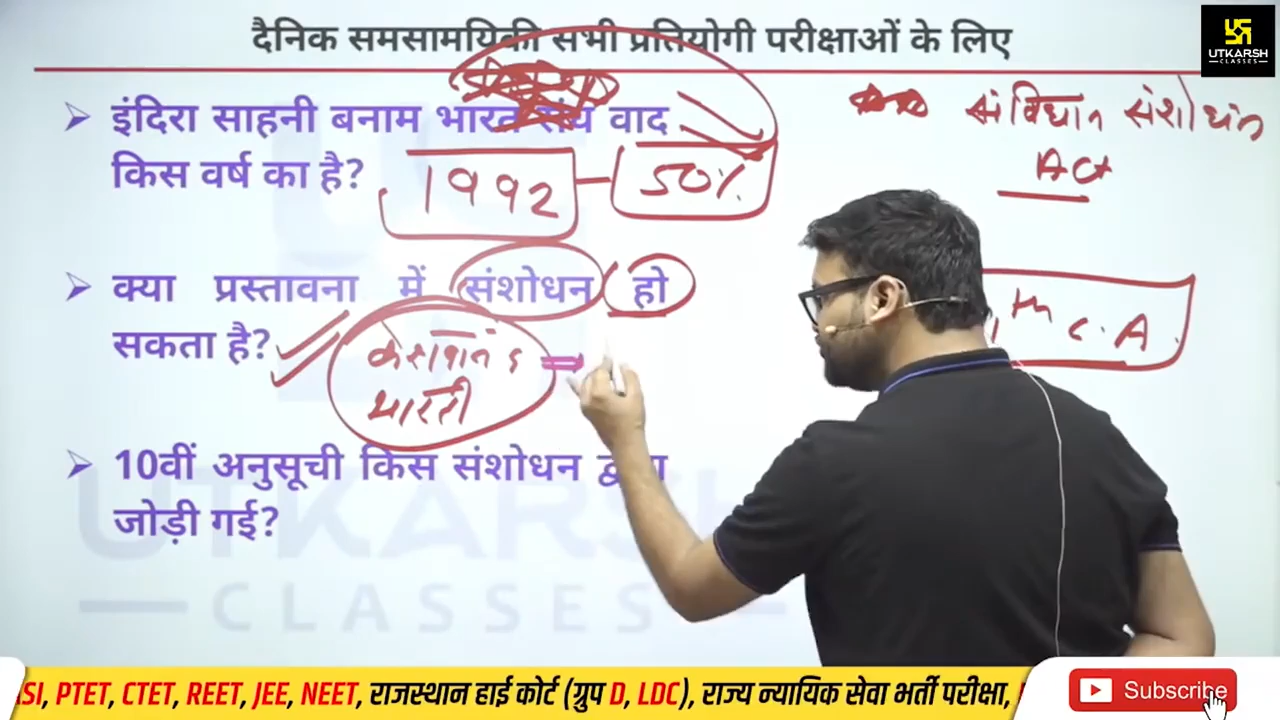 दैनिक समसामयिकी सभी प्रतियोगी परीक्षाओं के लिए
UTKARSH
CLASSES
इंदिरा साहनी बनाम भारत संघ वाद
किस वर्ष का है?
1992 - 50%
संविधान संशोधन
Act
क्या प्रस्तावना में संशोधन हो
सकता है?
केशवानंद
भारती
th C.A.
10वीं अनुसूची किस संशोधन द्वारा
जोड़ी गई?
UTKARSH
CLASSES
SI, PTET, CTET, REET, JEE, NEET, राजस्थान हाई कोर्ट (ग्रुप D, LDC), राज्य न्यायिक सेवा भर्ती परीक्षा,
Subscribe